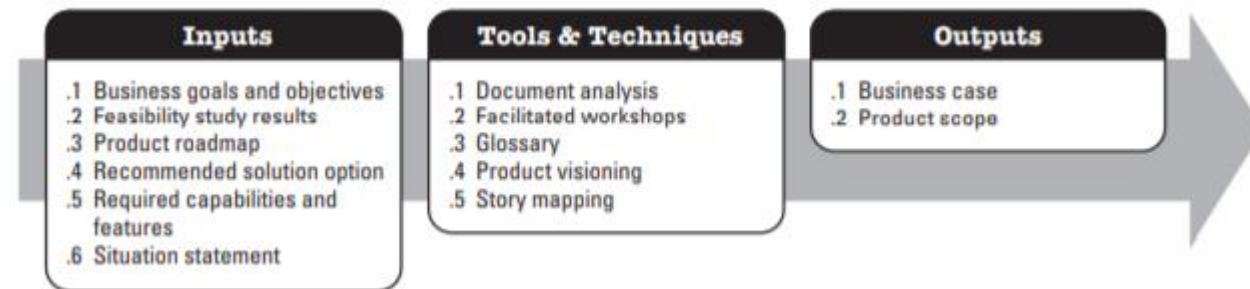 Inputs
.1 Business goals and objectives
.2 Feasibility study results
.3 Product roadmap
.4 Recommended solution option
.5 Required capabilities and
features
.6 Situation statement
Tools & Techniques
.1 Document analysis
.2 Facilitated workshops
.3 Glossary
.4 Product visioning
.5 Story mapping
Outputs
.1 Business case
.2 Product scope